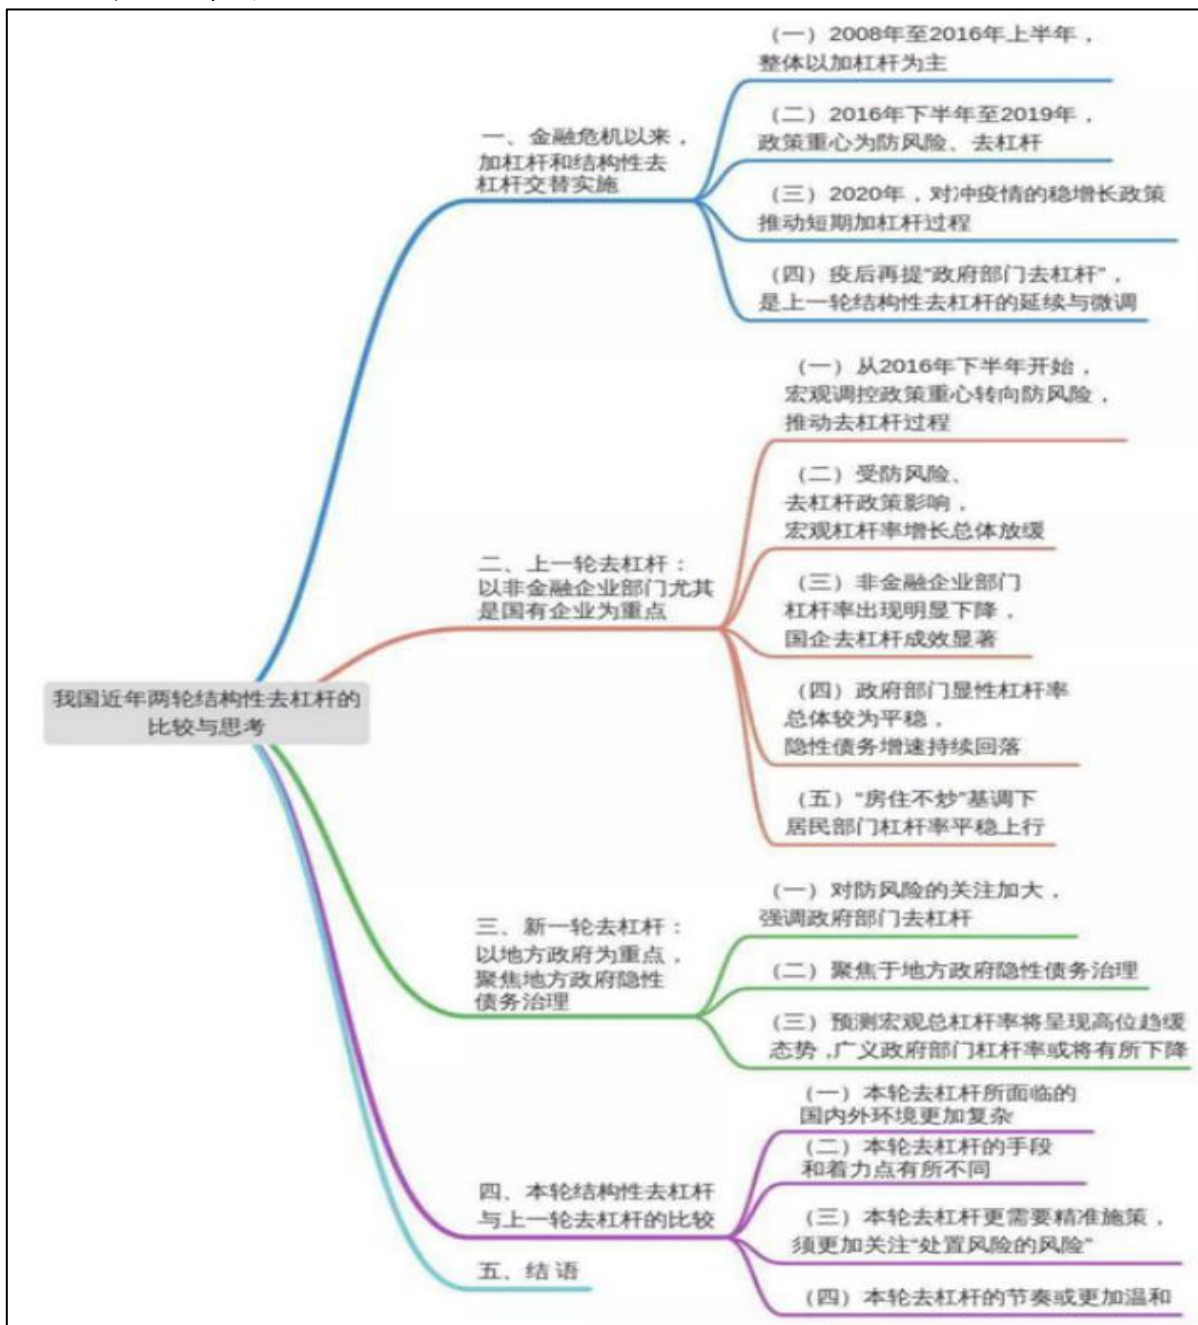 我国近年两轮结构性去杠杆的
比较与思考
一、金融危机以来，
加杠杆和结构性去
杠杆交替实施
（一）2008年至2016年上半年，
整体以加杠杆为主
（二）2016年下半年至2019年，
政策重心为防风险、去杠杆
（三）2020年，对冲疫情的稳增长政策
推动短期加杠杆过程
（四）疫后再提“政府部门去杠杆”，
是上一轮结构性去杠杆的延续与微调
二、上一轮去杠杆：
以非金融企业部门尤其
是国有企业为重点
（一）从2016年下半年开始，
宏观调控政策重心转向防风险，
推动去杠杆过程
（二）受防风险、
去杠杆政策影响，
宏观杠杆率增长总体放缓
（三）非金融企业部门
杠杆率出现明显下降，
国企去杠杆成效显著
（四）政府部门显性杠杆率
总体较为平稳，
隐性债务增速持续回落
（五）“房住不炒”基调下
居民部门杠杆率平稳上行
三、新一轮去杠杆：
以地方政府为重点，
聚焦地方政府隐性
债务治理
（一）对防风险的关注加大，
强调政府部门去杠杆
（二）聚焦于地方政府隐性债务治理
（三）预测宏观总杠杆率将呈现高位趋缓
态势，广义政府部门杠杆率或将有所下降
四、本轮结构性去杠杆
与上一轮去杠杆的比较
（一）本轮去杠杆所面临的
国内外环境更加复杂
（二）本轮去杠杆的手段
和着力点有所不同
（三）本轮去杠杆更需要精准施策，
须更加关注“处置风险的风险”
（四）本轮去杠杆的节奏或更加温和
五、结 语